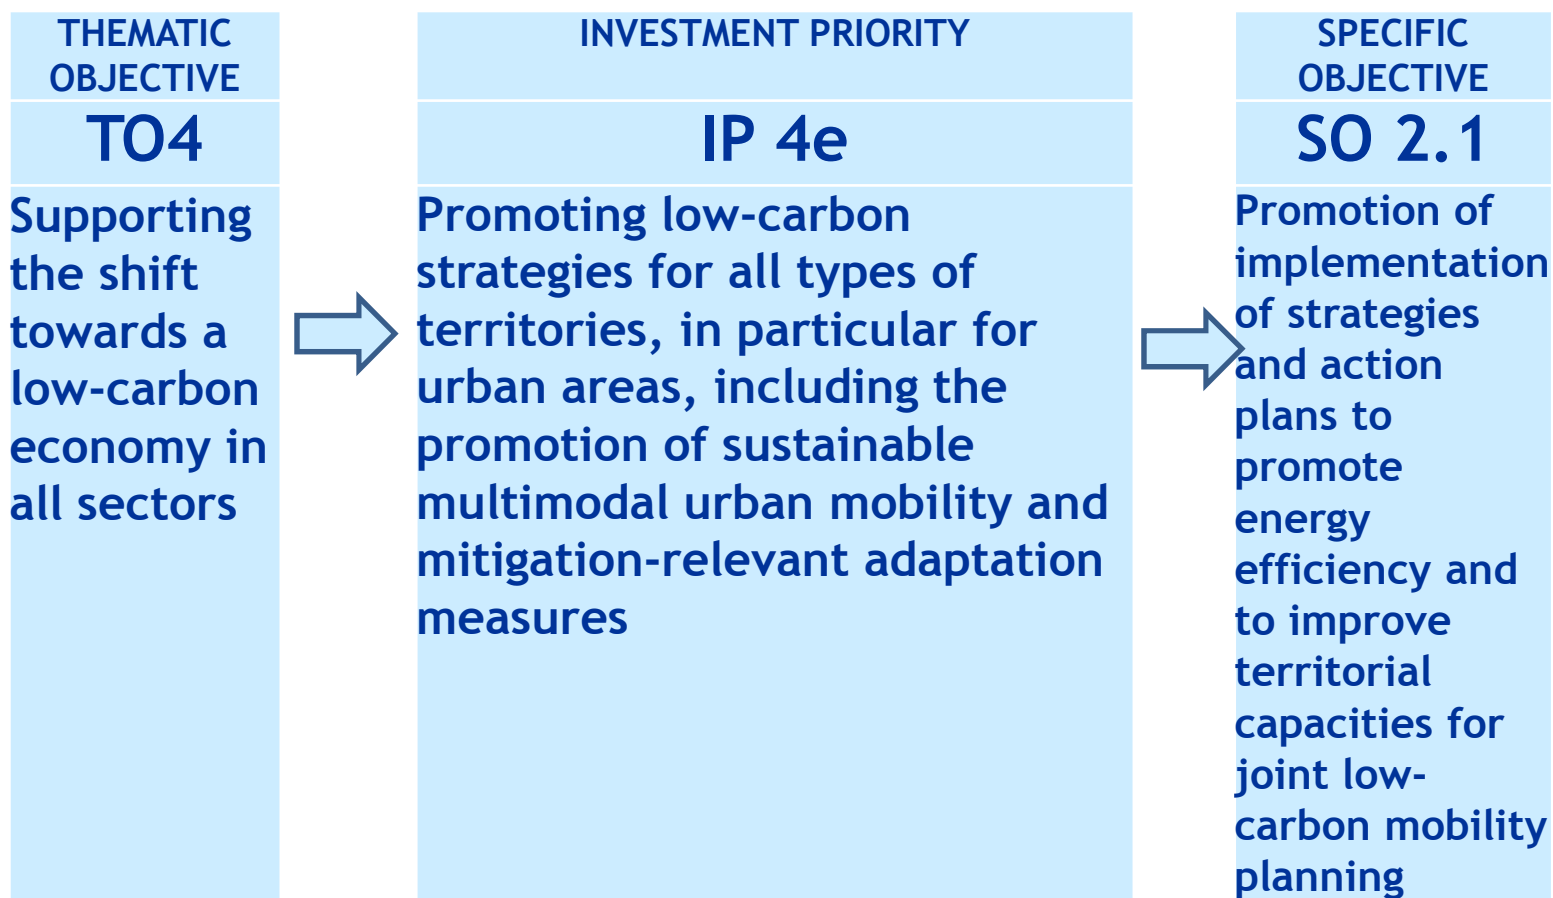 THEMATIC
OBJECTIVE
TO4
Supporting
the shift
towards a
low-carbon
economy in
all sectors
INVESTMENT PRIORITY
IP 4e
Promoting low-carbon
strategies for all types of
territories, in particular for
urban areas, including the
promotion of sustainable
multimodal urban mobility and
mitigation-relevant adaptation
measures
SPECIFIC
OBJECTIVE
SO 2.1
Promotion of
implementation
of strategies
and action
plans to
promote
energy
efficiency and
to improve
territorial
capacities for
joint low-
carbon mobility
planning